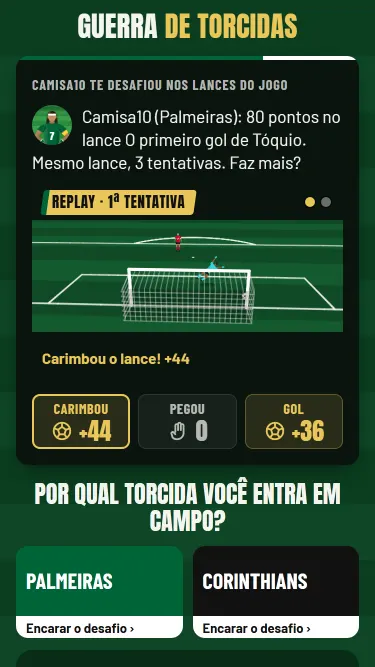 GUERRA DE TORCIDAS
CAMISA10 TE DESAFIOU NOS LANCES DO JOGO
7
Camisa10 (Palmeiras): 80 pontos no
lance O primeiro gol de Tóquio.
Mesmo lance, 3 tentativas. Faz mais?
REPLAY · 1ª TENTATIVA
Carimbou o lance! +44
CARIMBOU
+44
PEGOU
0
GOL
+36
POR QUAL TORCIDA VOCÊ ENTRA EM
CAMPO?
PALMEIRAS
Encarar o desafio ›
CORINTHIANS
Encarar o desafio ›